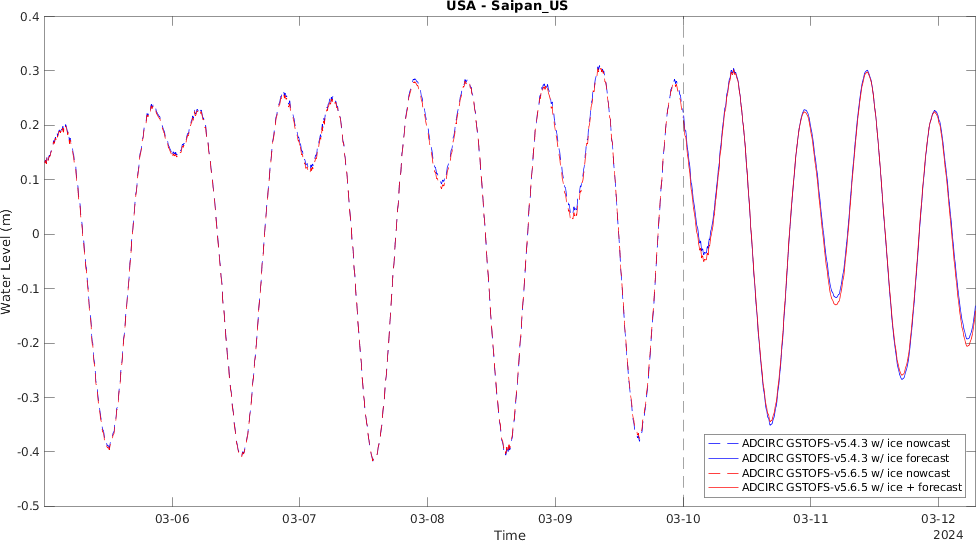 USA - Saipan_US
0.4
0.3
0.2
0.1
0
-0.1
-0.2
-0.3
-0.4
-0.5
Water Level (m)
ADCIRC GSTOFS-v5.4.3 w/ ice nowcast
ADCIRC GSTOFS-v5.4.3 w/ ice forecast
ADCIRC GSTOFS-v5.6.5 w/ ice nowcast
ADCIRC GSTOFS-v5.6.5 w/ ice + forecast
03-06 03-07 03-08 03-09 03-10 03-11 03-12
Time
2024